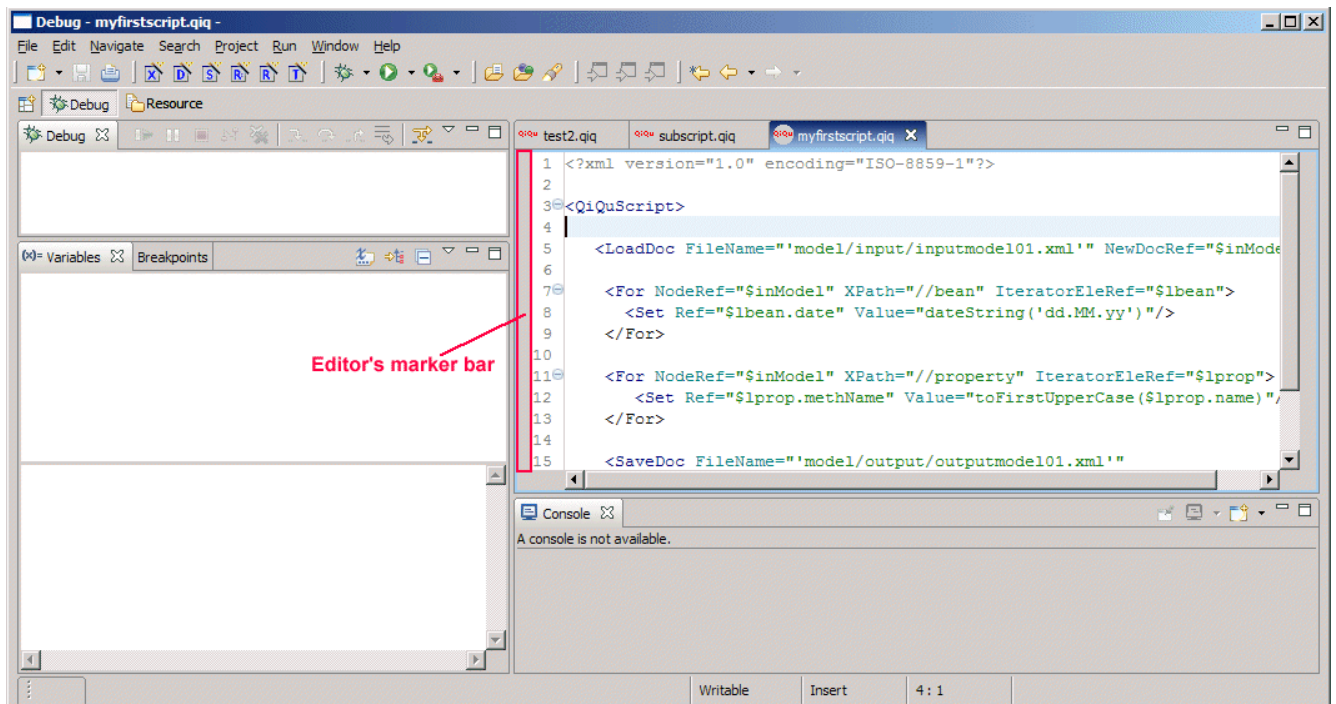 Debug - myfirstscript.qiq -
File Edit Navigate Search Project Run Window Help
Debug Resource
Debug
QiQu test2.qiq QiQu subscript.qiq QiQu myfirstscript.qiq
1 <?xml version="1.0" encoding="ISO-8859-1"?>
2
3 <QiQuScript>
4
5 <LoadDoc FileName="'model/input/inputmodel01.xml'" NewDocRef="$inMode
6
7 <For NodeRef="$inModel" XPath="//bean" IteratorEleRef="$lbean">
8 <Set Ref="$lbean.date" Value="dateString('dd.MM.yy')"/>
9 </For>
10
11 <For NodeRef="$inModel" XPath="//property" IteratorEleRef="$lprop">
12 <Set Ref="$lprop.methName" Value="toFirstUpperCase($lprop.name)"/
13 </For>
14
15 <SaveDoc FileName="'model/output/outputmodel01.xml'"
(x)= Variables Breakpoints
Editor's marker bar
Console
A console is not available.
Writable Insert 4 : 1